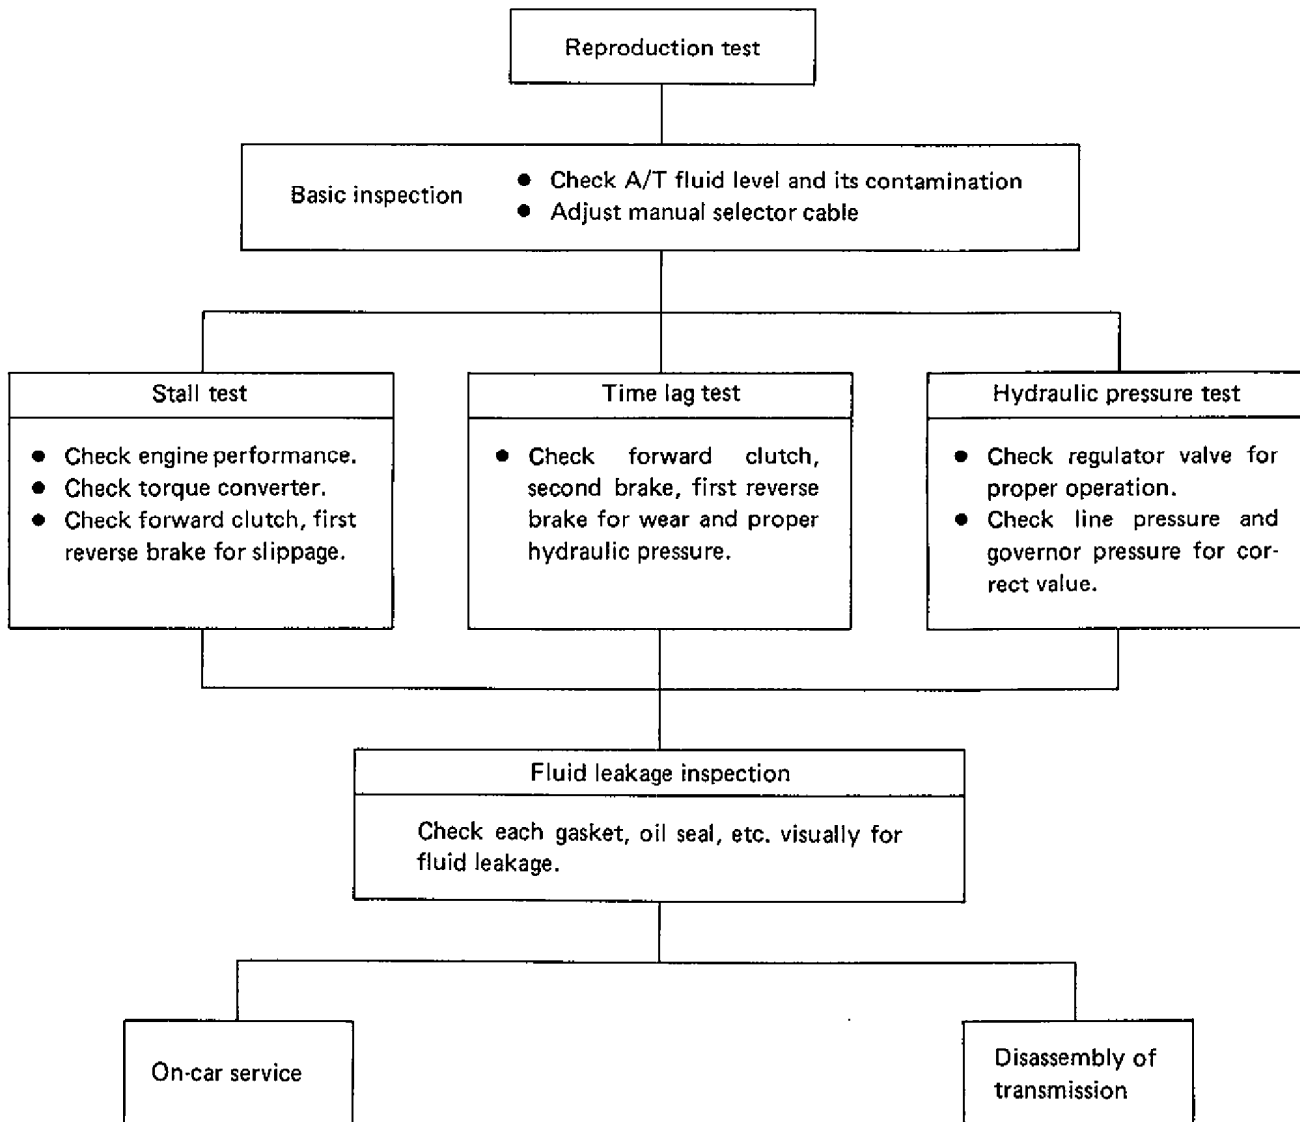 Reproduction test
Basic inspection
● Check A/T fluid level and its contamination
● Adjust manual selector cable
Stall test
● Check engine performance.
● Check torque converter.
● Check forward clutch, first
reverse brake for slippage.
Time lag test
● Check forward clutch,
second brake, first reverse
brake for wear and proper
hydraulic pressure.
Hydraulic pressure test
● Check regulator valve for
proper operation.
● Check line pressure and
governor pressure for cor-
rect value.
Fluid leakage inspection
Check each gasket, oil seal, etc. visually for
fluid leakage.
On-car service
Disassembly of
transmission